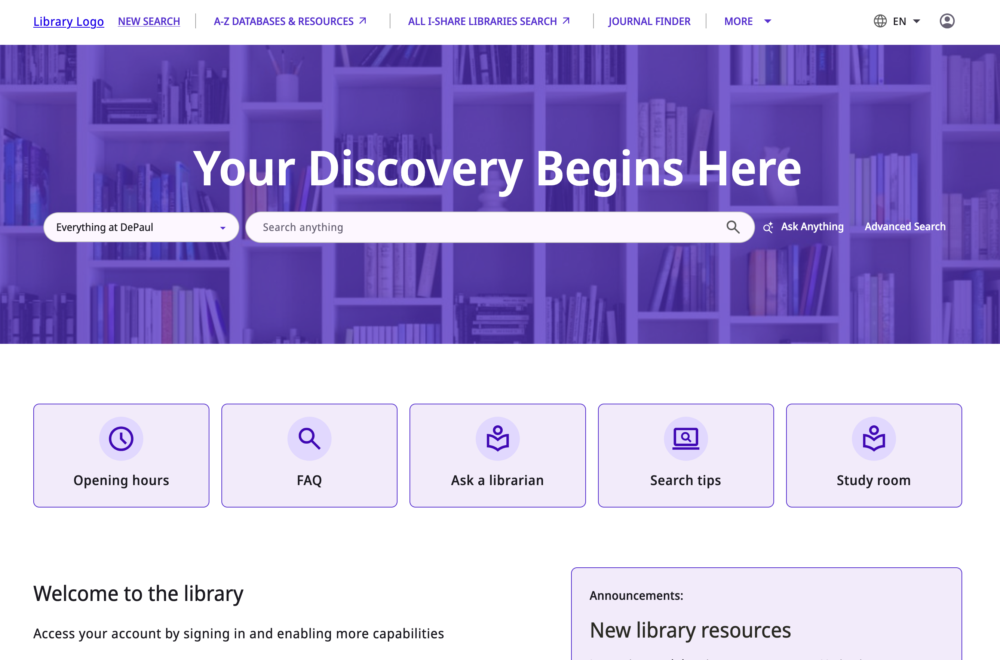 Library Logo
NEW SEARCH
A-Z DATABASES & RESOURCES
ALL I-SHARE LIBRARIES SEARCH
JOURNAL FINDER
MORE
EN
Your Discovery Begins Here
Everything at DePaul
Search anything
Ask Anything
Advanced Search
Opening hours
FAQ
Ask a librarian
Search tips
Study room
Welcome to the library
Announcements:
New library resources
Access your account by signing in and enabling more capabilities